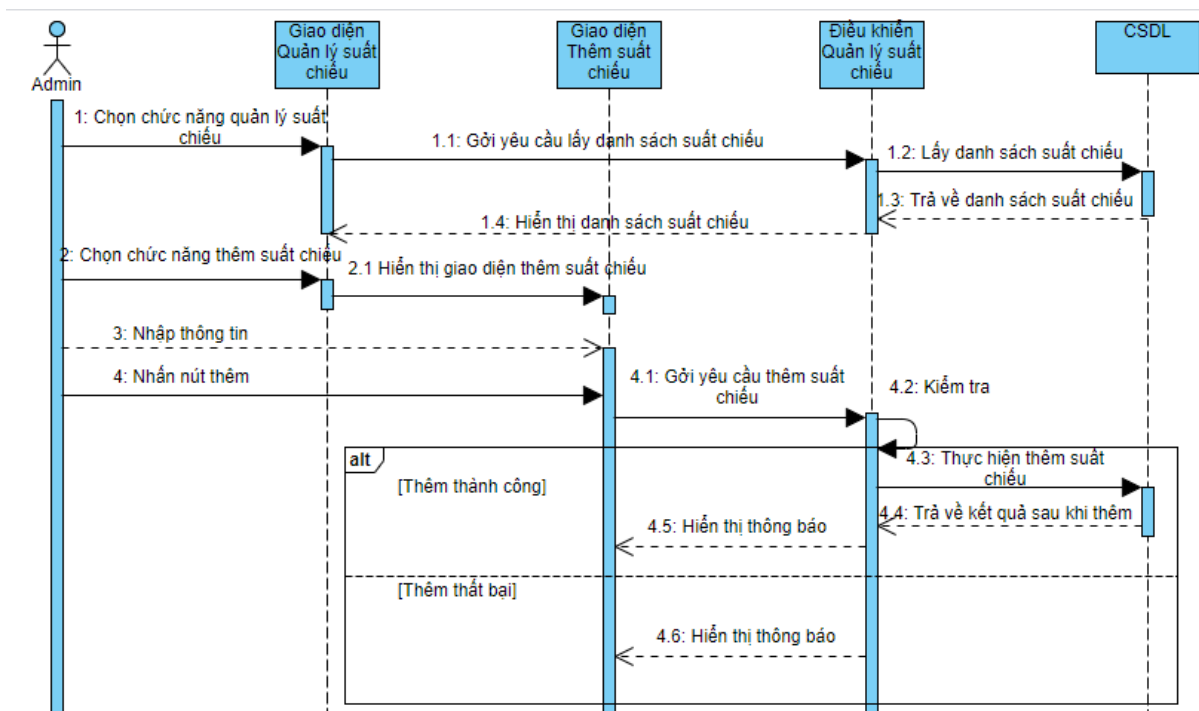 Giao diện
Quản lý suất
chiếu
Giao diện
Thêm suất
chiếu
Điều khiển
Quản lý suất
chiếu
CSDL
Admin
1: Chọn chức năng quản lý suất
chiếu
1.1: Gởi yêu cầu lấy danh sách suất chiếu
1.2: Lấy danh sách suất chiếu
1.3: Trả về danh sách suất chiếu
1.4: Hiển thị danh sách suất chiếu
2: Chọn chức năng thêm suất chiếu
2.1 Hiển thị giao diện thêm suất chiếu
3: Nhập thông tin
4: Nhấn nút thêm
4.1: Gởi yêu cầu thêm suất
chiếu
4.2: Kiểm tra
alt
4.3: Thực hiện thêm suất
chiếu
[Thêm thành công]
4.4: Trả về kết quả sau khi thêm
4.5: Hiển thị thông báo
[Thêm thất bại]
4.6: Hiển thị thông báo